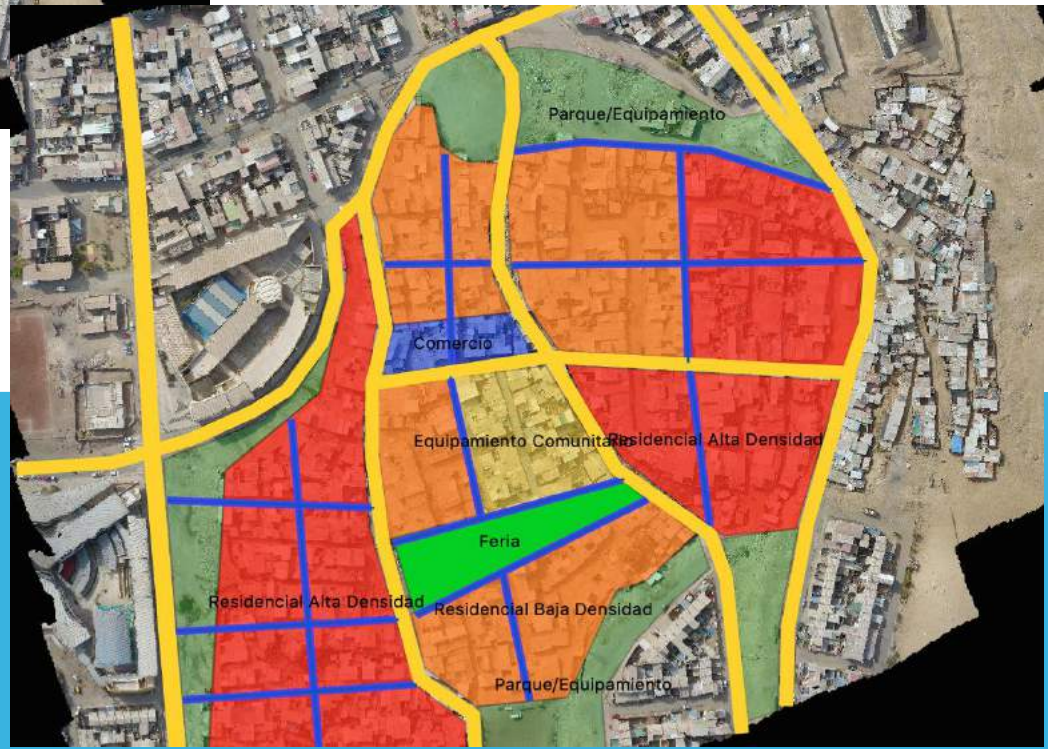 Parque/Equipamiento
Comercio
Equipamiento Comunitario
Residencial Alta Densidad
Feria
Residencial Alta Densidad
Residencial Baja Densidad
Parque/Equipamiento